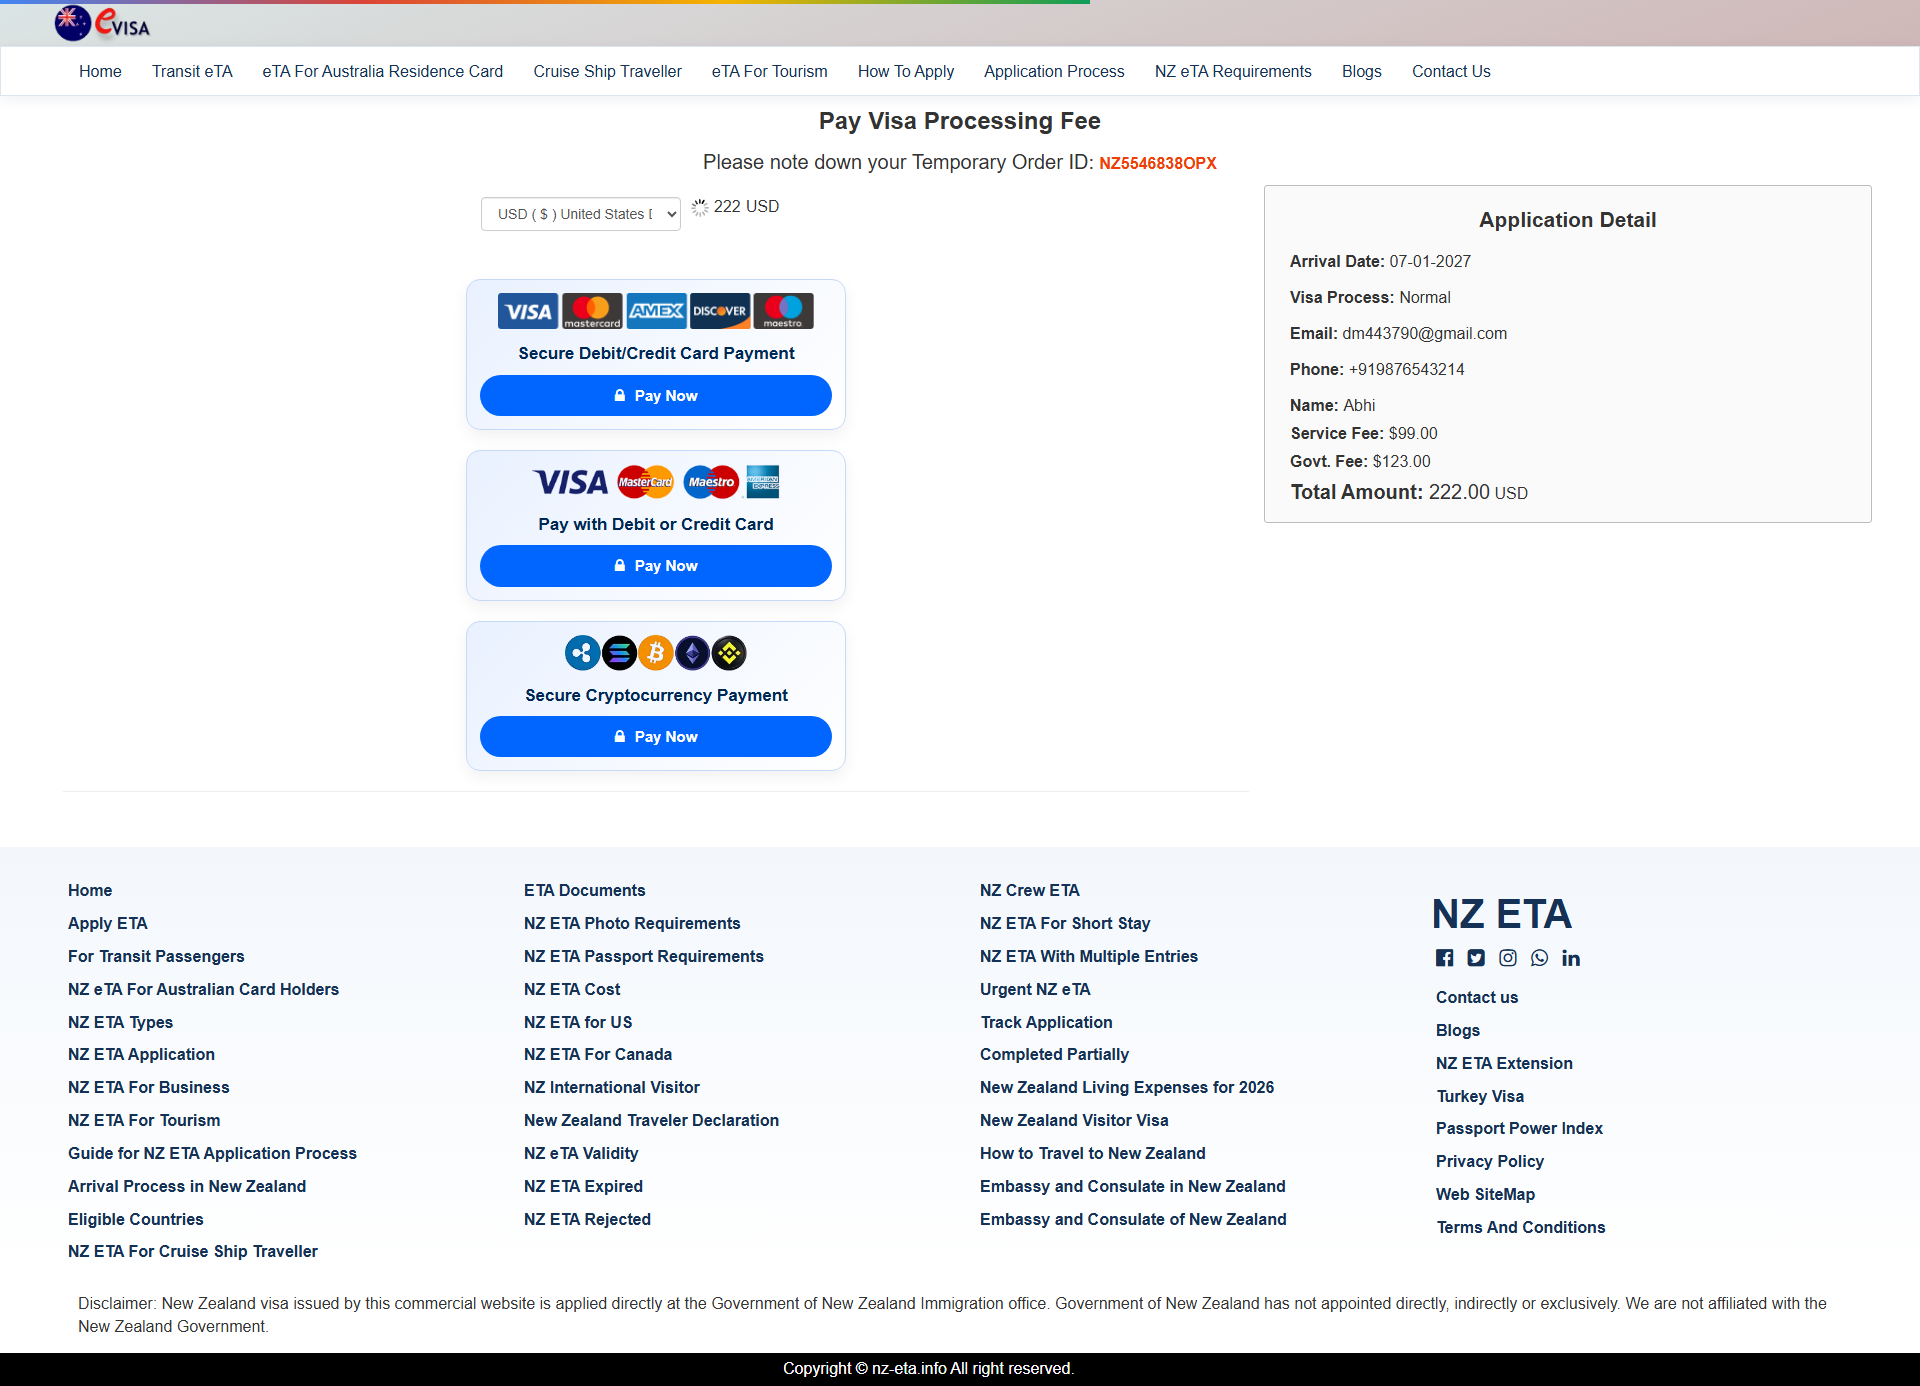 eVISA
Home Transit eTA eTA For Australia Residence Card Cruise Ship Traveller eTA For Tourism How To Apply Application Process NZ eTA Requirements Blogs Contact Us
Pay Visa Processing Fee
Please note down your Temporary Order ID: NZ5546838OPX
USD ( $ ) United States
222 USD
VISA mastercard AMEX DISCOVER maestro
Secure Debit/Credit Card Payment
Pay Now
VISA MasterCard Maestro AMERICAN EXPRESS
Pay with Debit or Credit Card
Pay Now
Secure Cryptocurrency Payment
Pay Now
Application Detail
Arrival Date: 07-01-2027
Visa Process: Normal
Email: dm443790@gmail.com
Phone: +919876543214
Name: Abhi
Service Fee: $99.00
Govt. Fee: $123.00
Total Amount: 222.00 USD
Home
Apply ETA
For Transit Passengers
NZ eTA For Australian Card Holders
NZ ETA Types
NZ ETA Application
NZ ETA For Business
NZ ETA For Tourism
Guide for NZ ETA Application Process
Arrival Process in New Zealand
Eligible Countries
NZ ETA For Cruise Ship Traveller
ETA Documents
NZ ETA Photo Requirements
NZ ETA Passport Requirements
NZ ETA Cost
NZ ETA for US
NZ ETA For Canada
NZ International Visitor
New Zealand Traveler Declaration
NZ eTA Validity
NZ ETA Expired
NZ ETA Rejected
NZ Crew ETA
NZ ETA For Short Stay
NZ ETA With Multiple Entries
Urgent NZ eTA
Track Application
Completed Partially
New Zealand Living Expenses for 2026
New Zealand Visitor Visa
How to Travel to New Zealand
Embassy and Consulate in New Zealand
Embassy and Consulate of New Zealand
NZ ETA
Contact us
Blogs
NZ ETA Extension
Turkey Visa
Passport Power Index
Privacy Policy
Web SiteMap
Terms And Conditions
Disclaimer: New Zealand visa issued by this commercial website is applied directly at the Government of New Zealand Immigration office. Government of New Zealand has not appointed directly, indirectly or exclusively. We are not affiliated with the
New Zealand Government.
Copyright © nz-eta.info All right reserved.